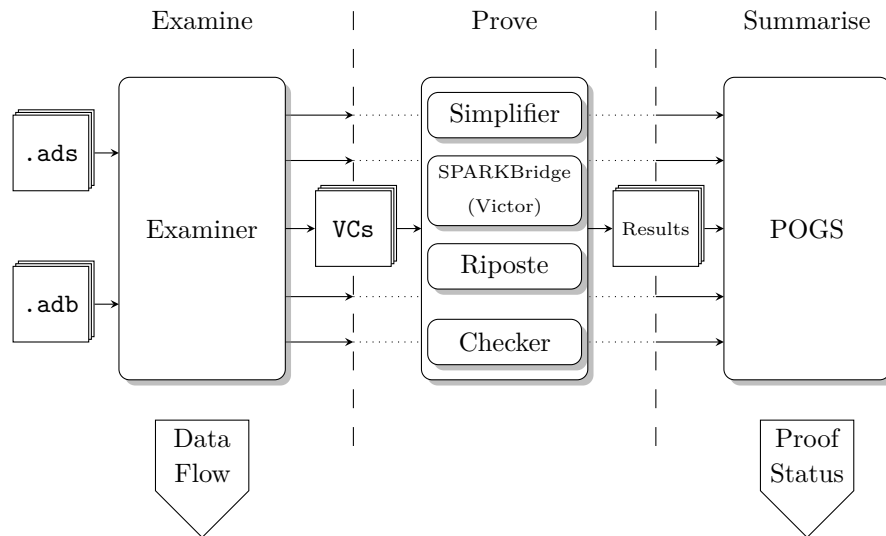 Examine
Prove
Summarise
.ads
.adb
Examiner
VCs
Simplifier
SPARKBridge
(Victor)
Riposte
Checker
Results
POGS
Data
Flow
Proof
Status